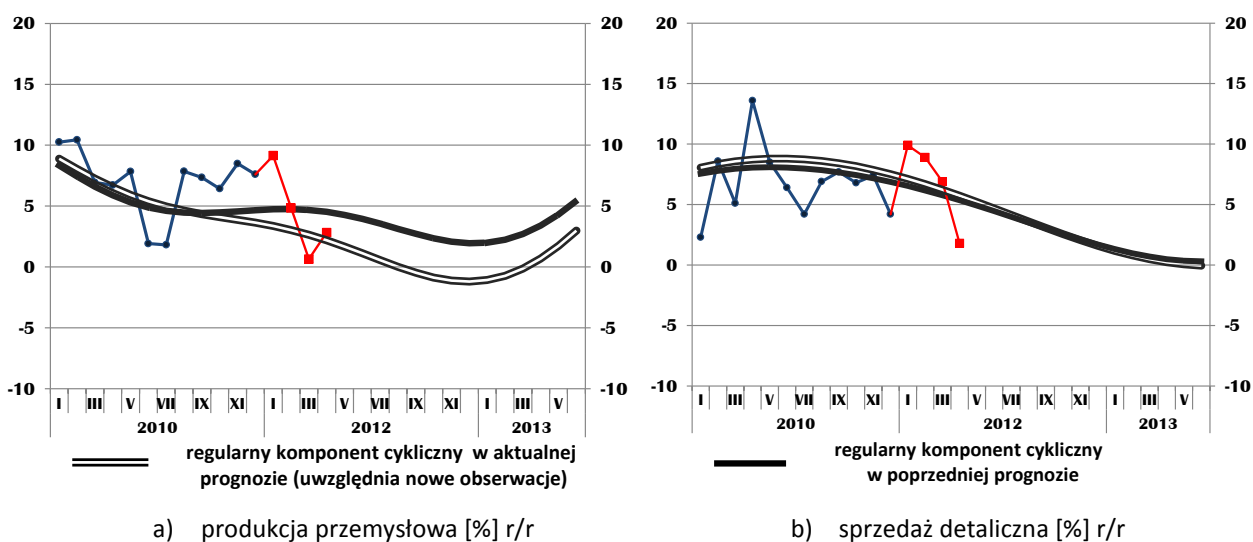 20
15
10
5
0
-5
-10
20
15
10
5
0
-5
-10
I III V VII IX XI I III V VII IX XI I III V
2010 2012 2013
20
15
10
5
0
-5
-10
20
15
10
5
0
-5
-10
I III V VII IX XI I III V VII IX XI I III V
2010 2012 2013
regularny komponent cykliczny w aktualnej
prognozie (uwzględnia nowe obserwacje)
regularny komponent cykliczny
w poprzedniej prognozie
a) produkcja przemysłowa [%] r/r
b) sprzedaż detaliczna [%] r/r